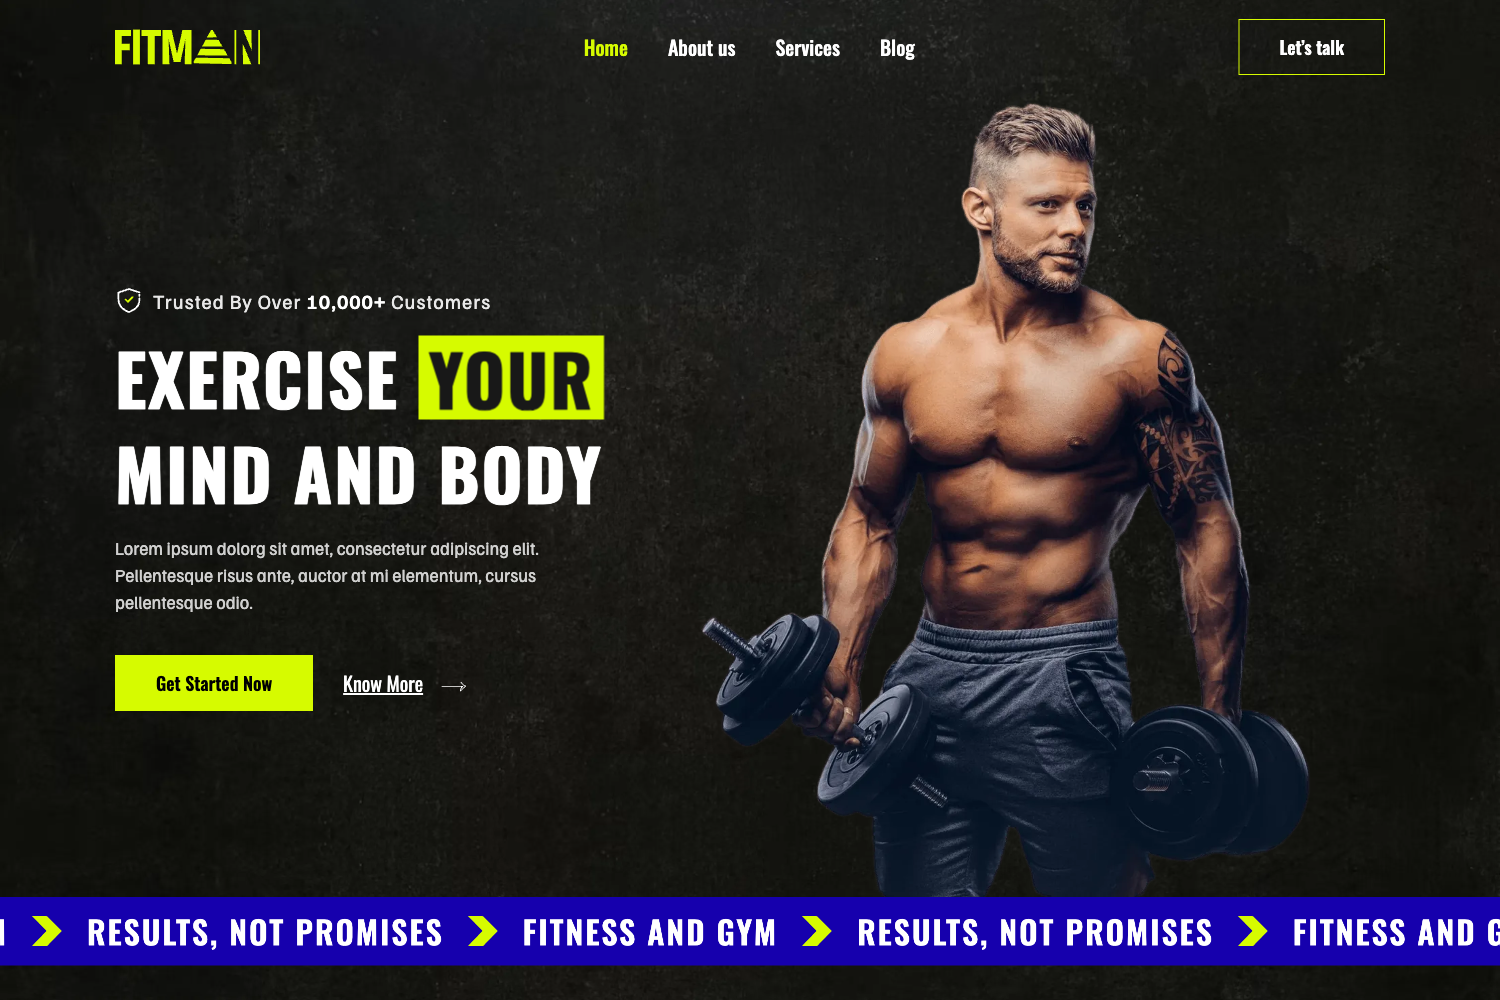 FITMAN
Home About us Services Blog
Let's talk
Trusted By Over 10,000+ Customers
EXERCISE YOUR
MIND AND BODY
Lorem ipsum dolorg sit amet, consectetur adipiscing elit.
Pellentesque risus ante, auctor at mi elementum, cursus
pellentesque odio.
Get Started Now
Know More
RESULTS, NOT PROMISES FITNESS AND GYM RESULTS, NOT PROMISES FITNESS AND G